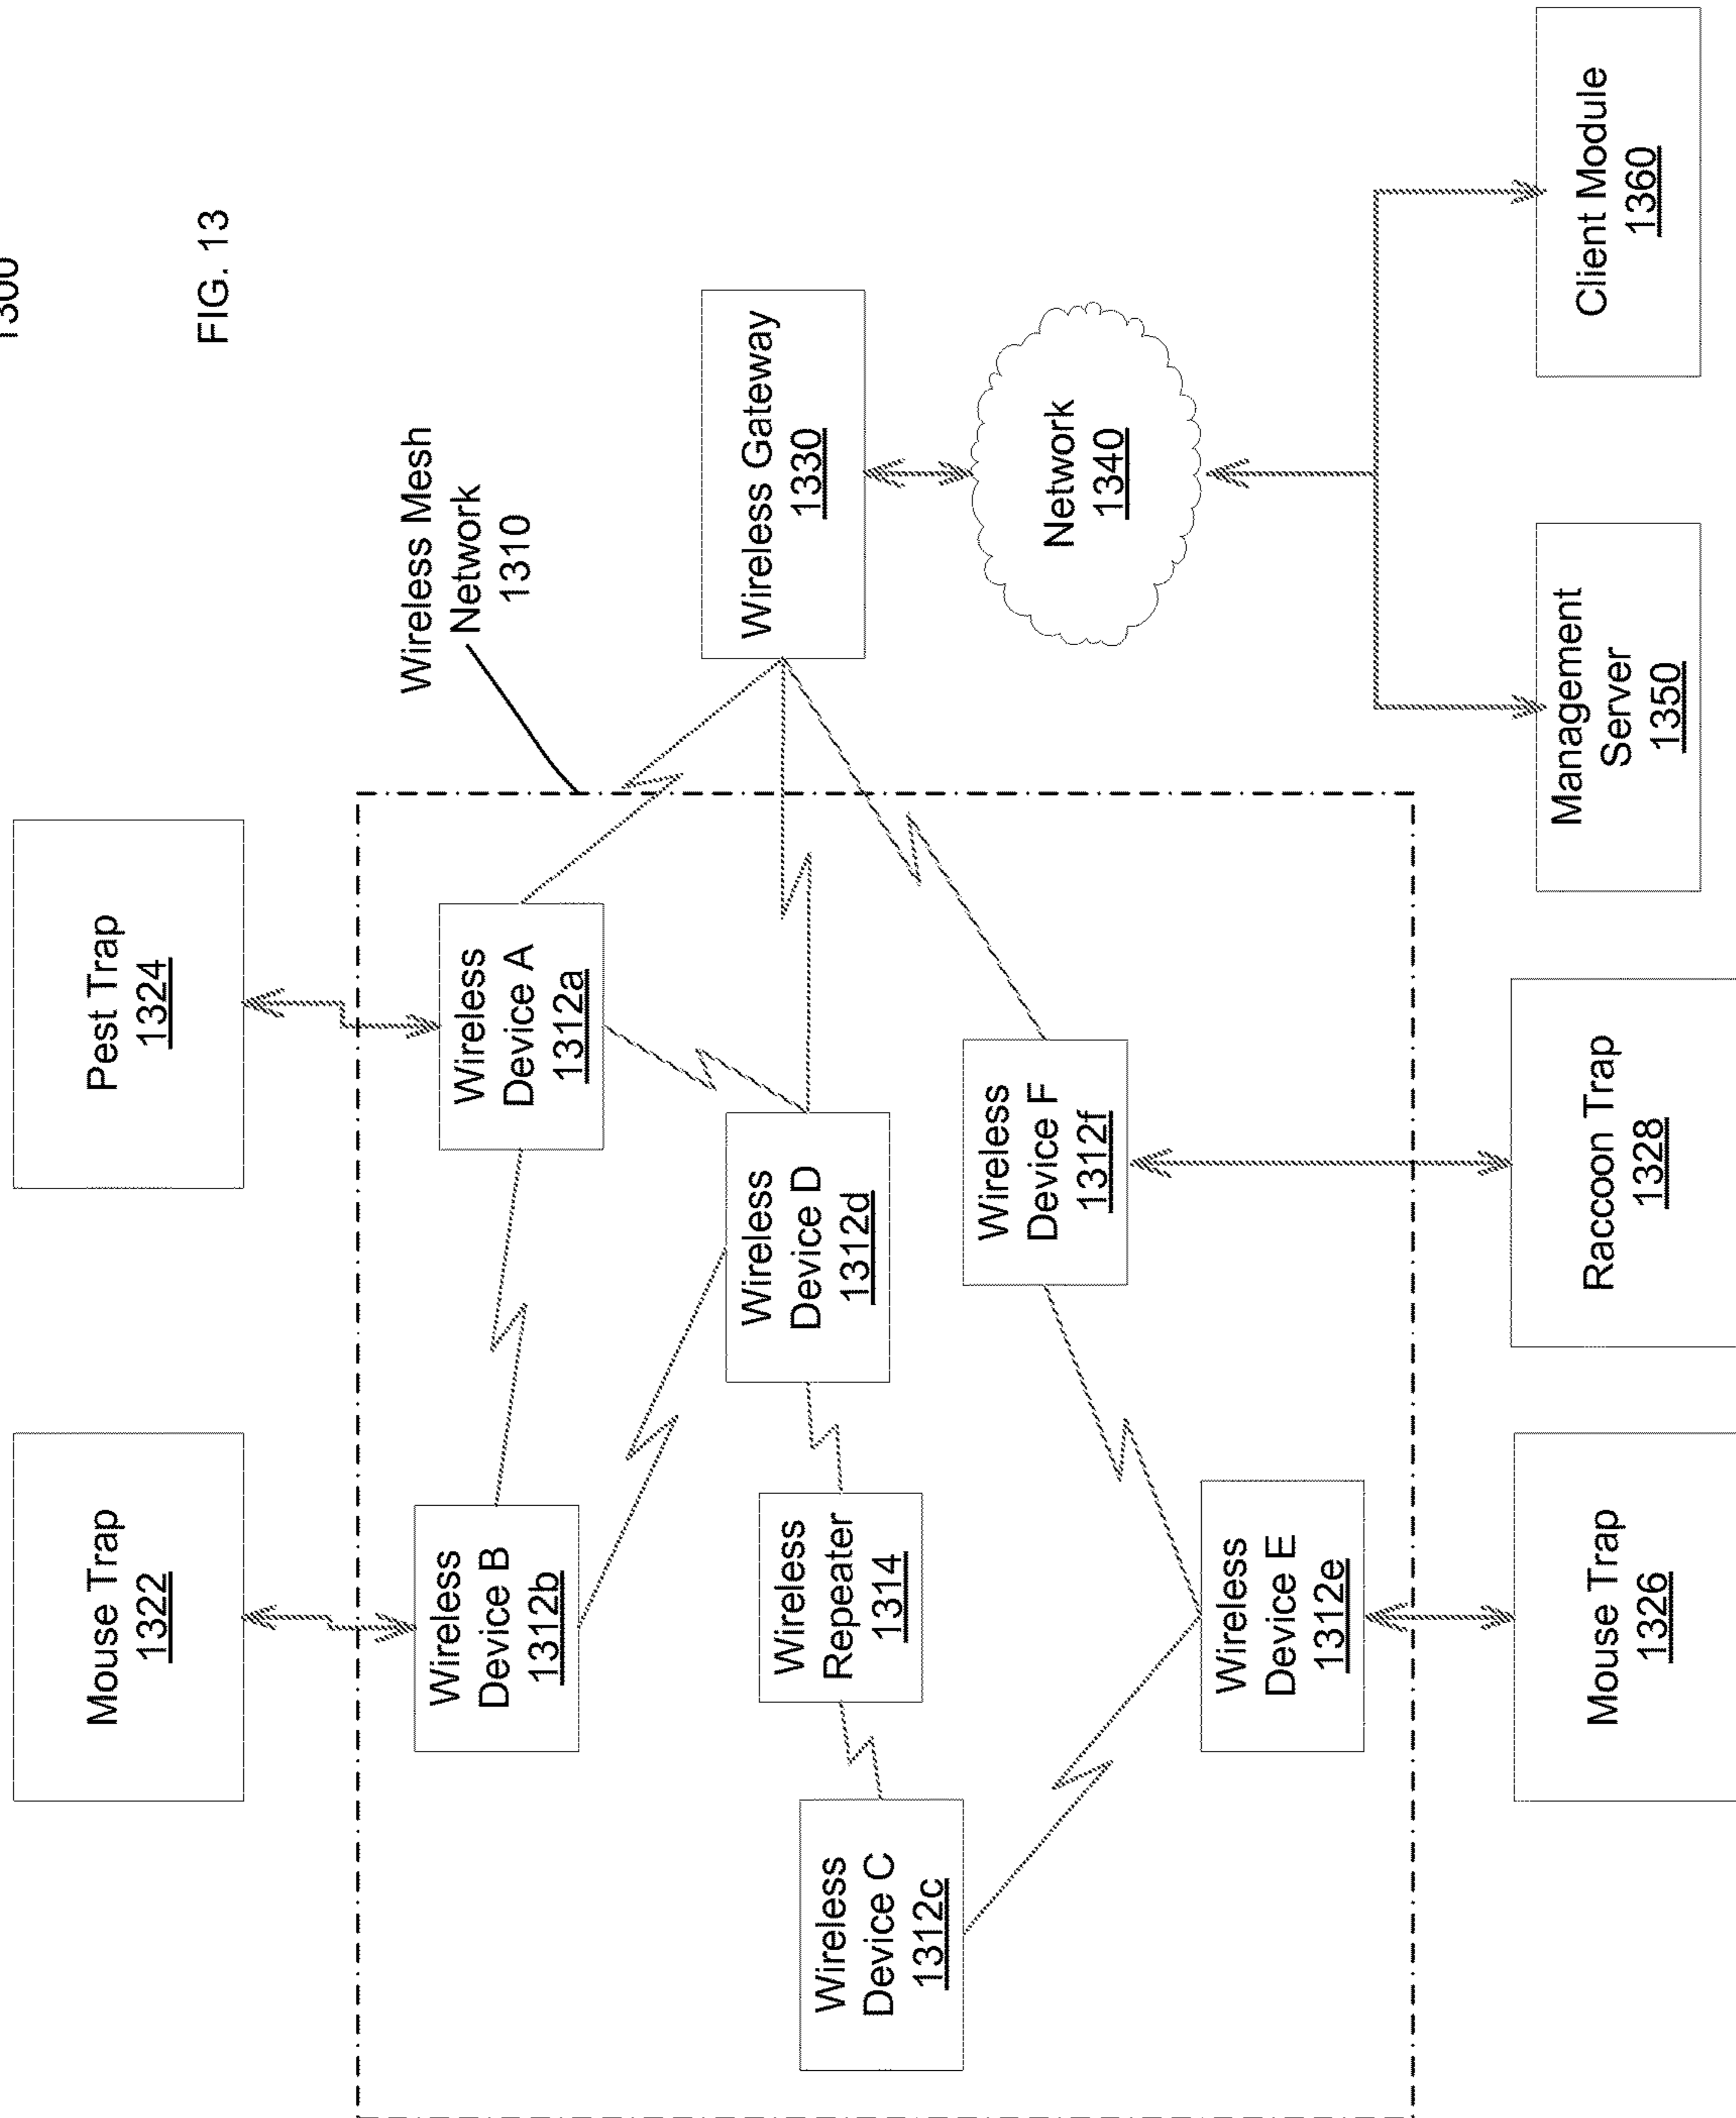 1300
Mouse Trap
1322
Pest Trap
1324
FIG. 13
Wireless Mesh
Network
1310
Wireless
Device B
1312b
Wireless
Device A
1312a
Wireless
Device D
1312d
Wireless Gateway
1330
Wireless
Repeater
1314
Wireless
Device C
1312c
Wireless
Device F
1312f
Network
1340
Wireless
Device E
1312e
Mouse Trap
1326
Raccoon Trap
1328
Management
Server
1350
Client Module
1360